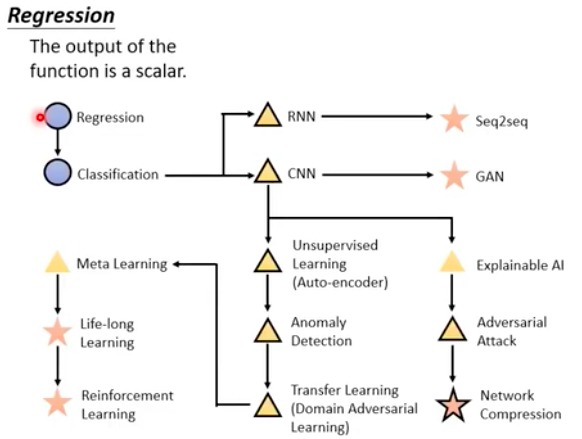 Regression
The output of the
function is a scalar.
Regression
RNN
Seq2seq
Classification
CNN
GAN
Meta Learning
Unsupervised
Learning
(Auto-encoder)
Explainable AI
Life-long
Learning
Anomaly
Detection
Adversarial
Attack
Reinforcement
Learning
Transfer Learning
(Domain Adversarial
Learning)
Network
Compression